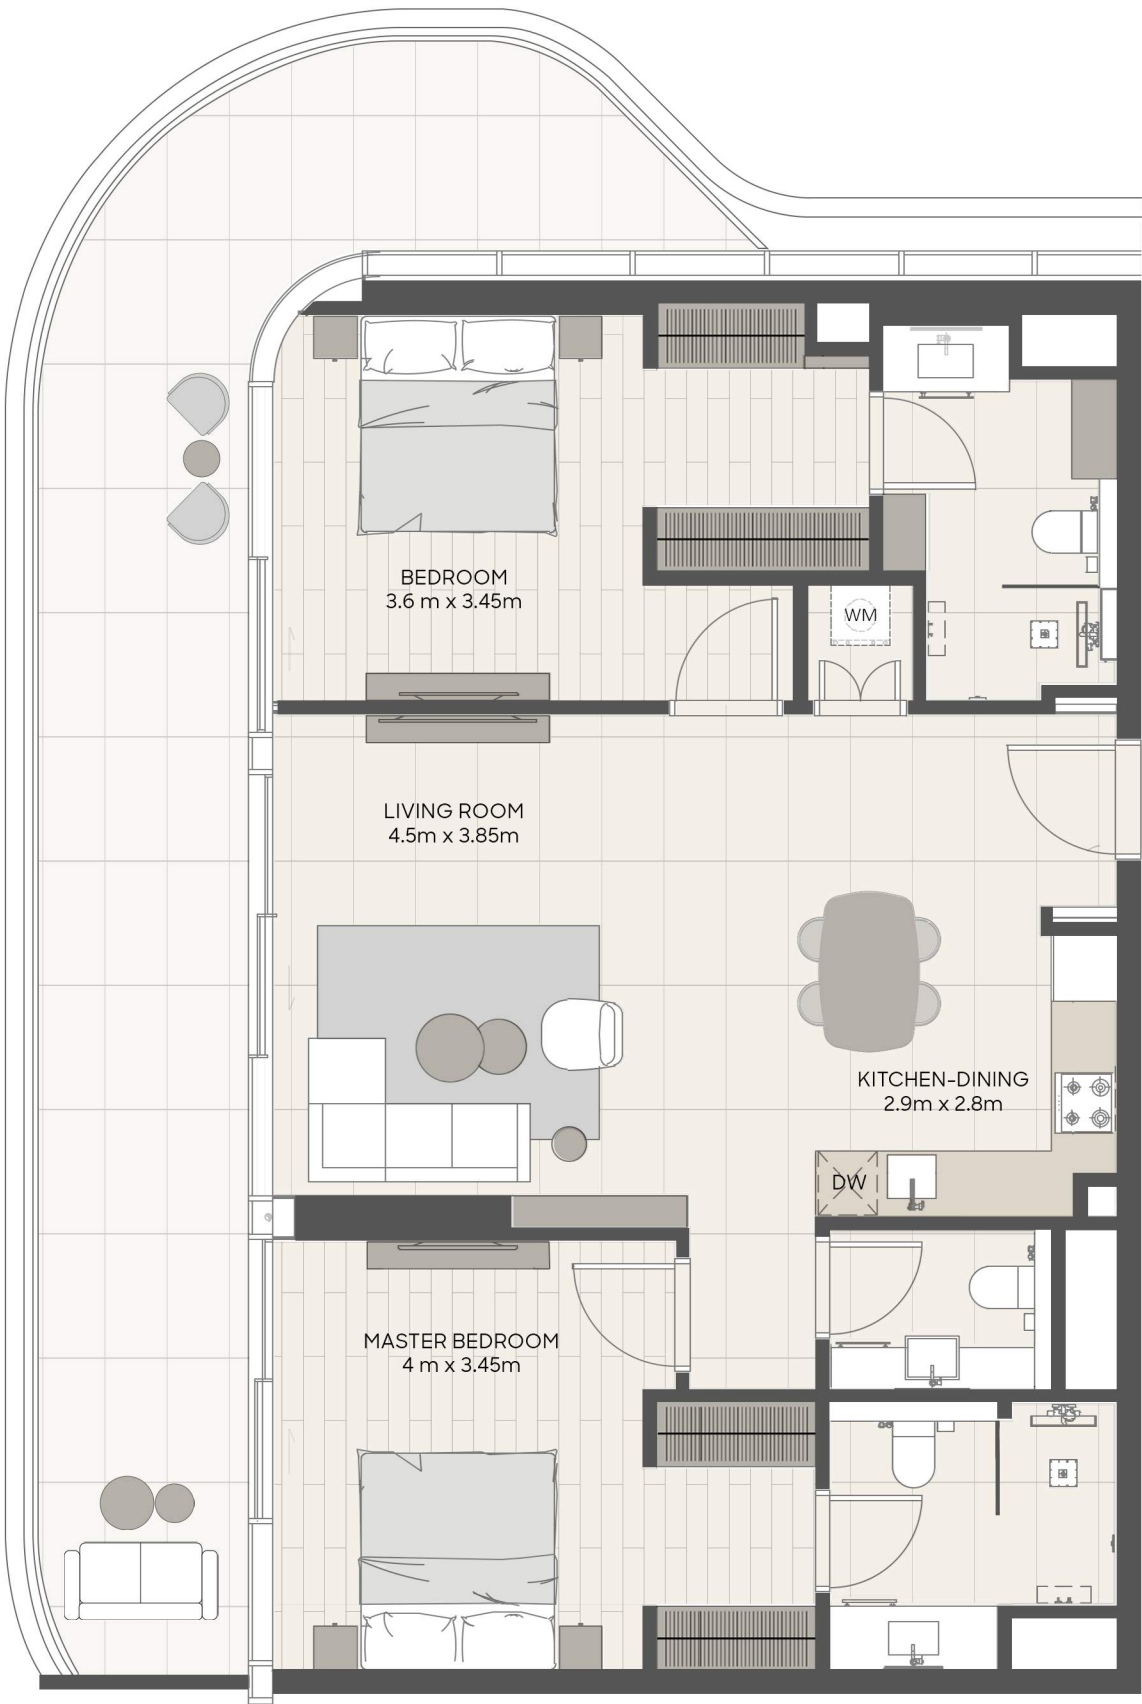 BEDROOM
3.6 m x 3.45m
WM
LIVING ROOM
4.5m x 3.85m
KITCHEN-DINING
2.9m x 2.8m
DW
MASTER BEDROOM
4 m x 3.45m